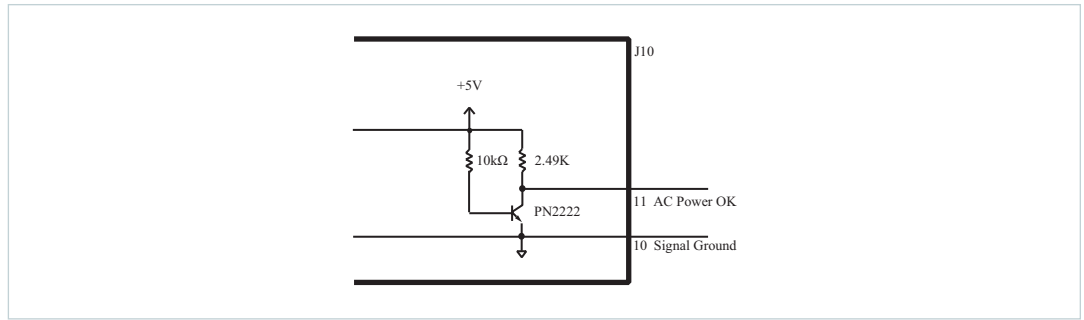 J10
+5V
10kΩ
2.49K
11 AC Power OK
PN2222
10 Signal Ground